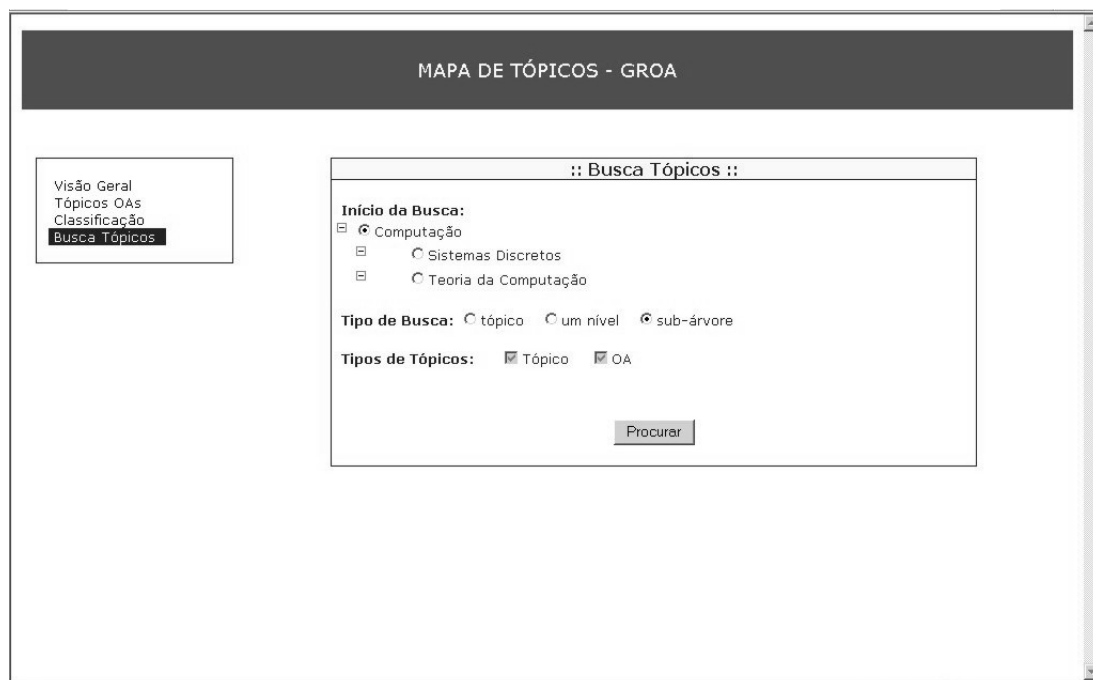 MAPA DE TÓPICOS - GROA
Visão Geral
Tópicos OAs
Classificação
Busca Tópicos
:: Busca Tópicos ::
Início da Busca:
Computação
Sistemas Discretos
Teoria da Computação
Tipo de Busca: tópico um nível sub-árvore
Tipos de Tópicos: Tópico OA
Procurar